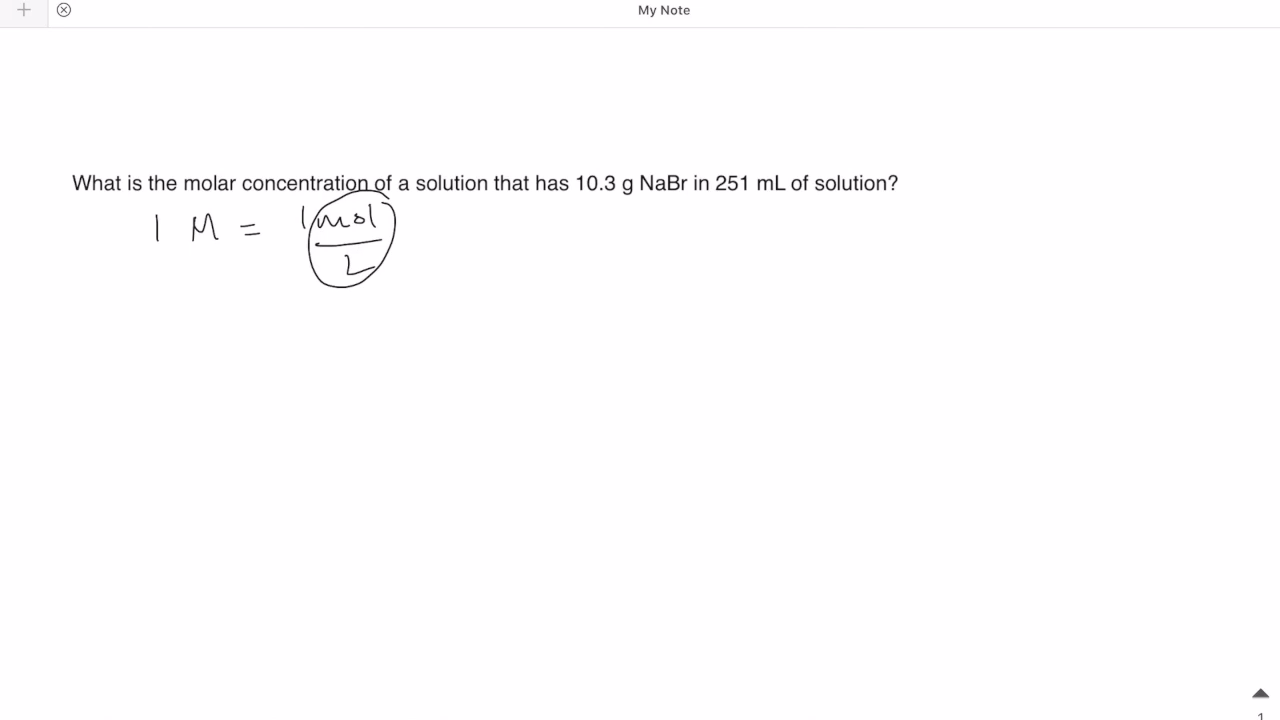 My Note
What is the molar concentration of a solution that has 10.3 g NaBr in 251 mL of solution?
1 M = 1 mol
L
1